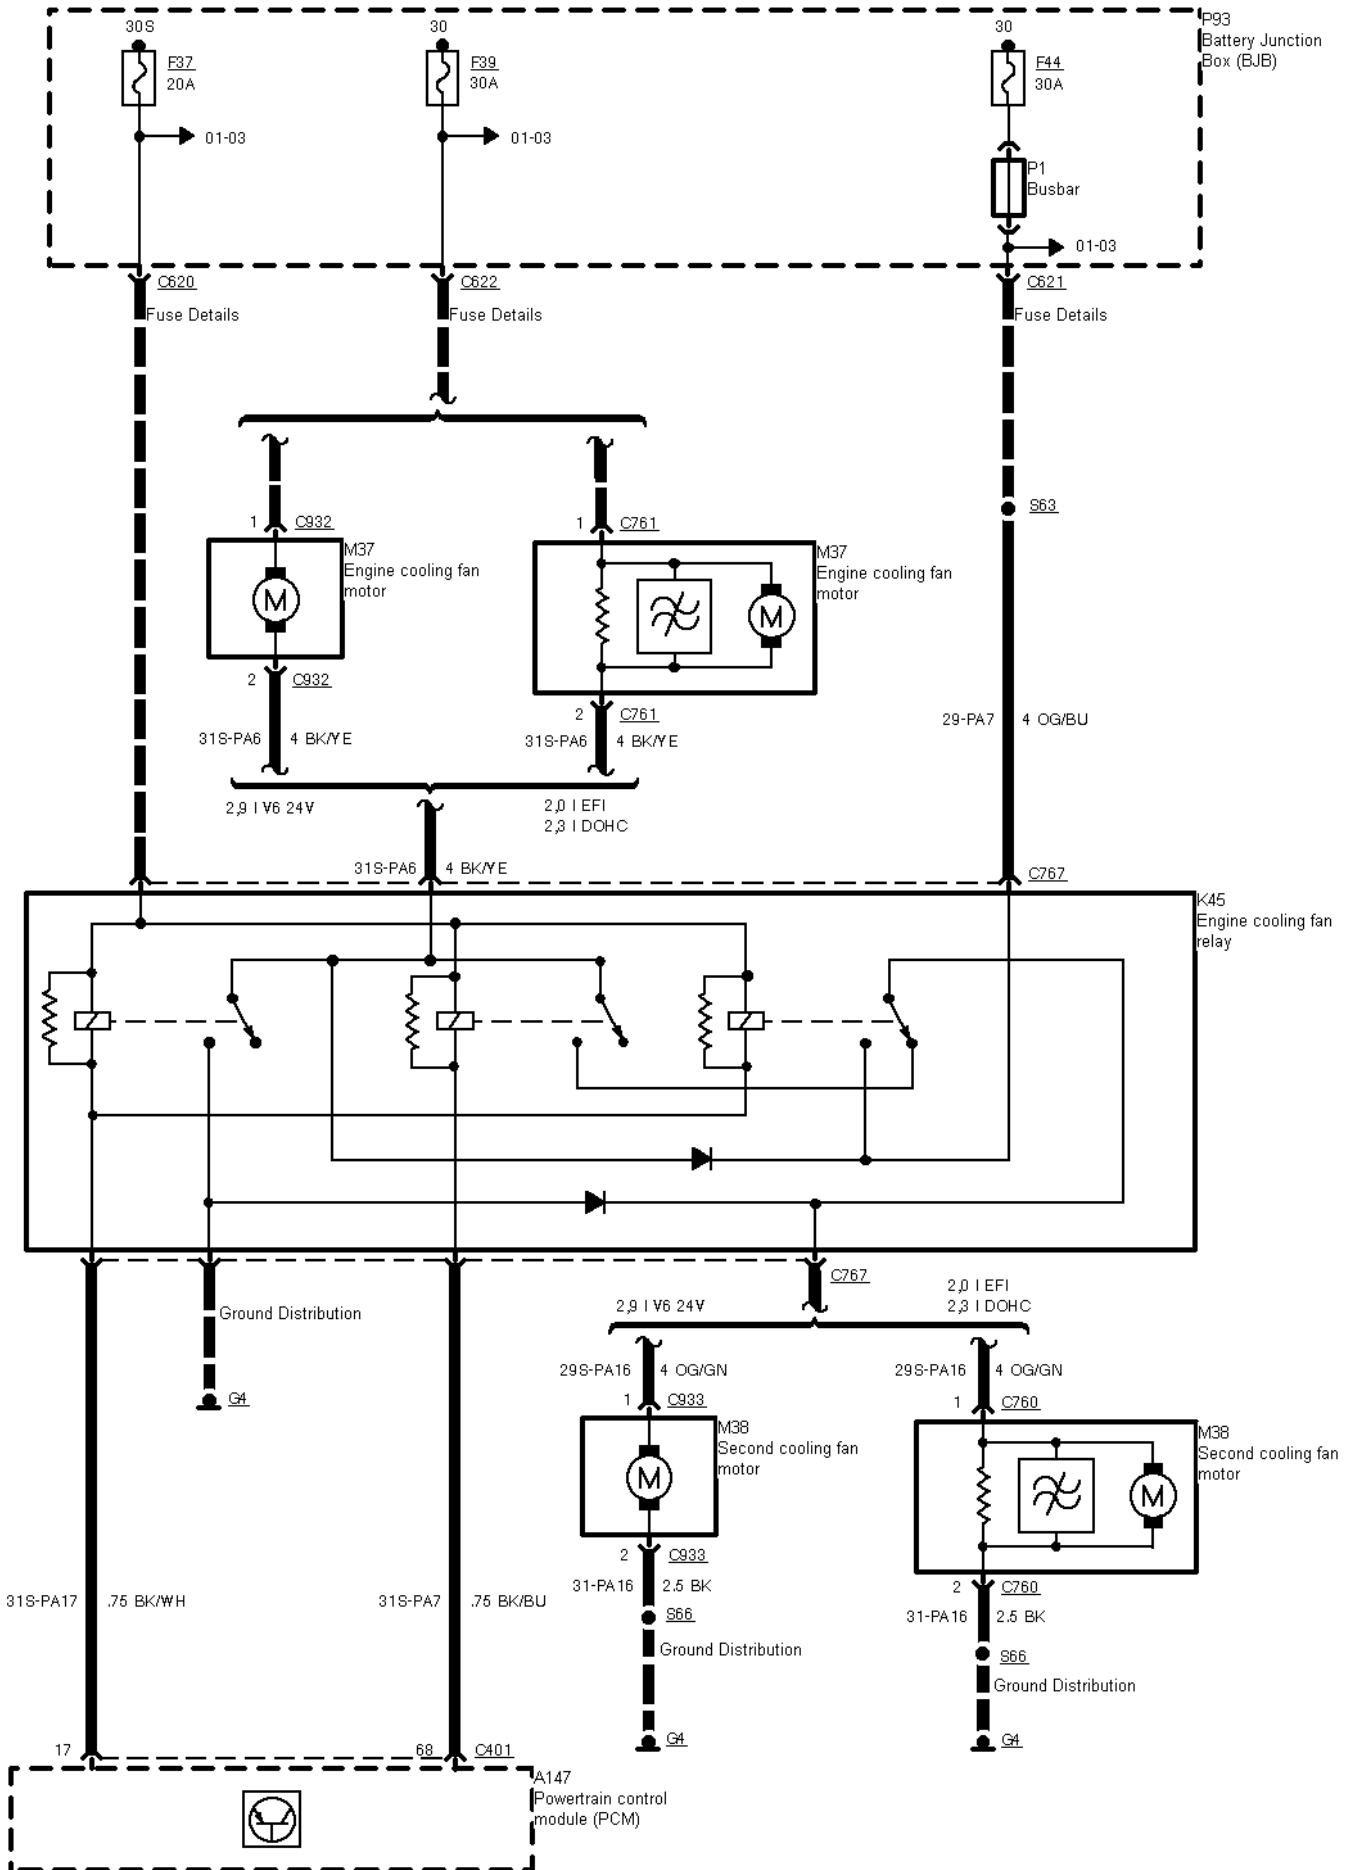 30S
30
30
P93
Battery Junction
Box (BJB)
F37
20A
F39
30A
F44
30A
01-03
01-03
P1
Busbar
01-03
C620
C622
C621
Fuse Details
Fuse Details
Fuse Details
S63
1 C932
1 C761
M37
Engine cooling fan
motor
M
M37
Engine cooling fan
motor
M
2 C932
2 C761
31S-PA6 4 BK/YE
31S-PA6 4 BK/YE
29-PA7 4 OG/BU
2,9 l V6 24V
2,0 l EFI
2,3 l DOHC
31S-PA6 4 BK/YE
C767
K45
Engine cooling fan
relay
C767
Ground Distribution
G4
2,9 l V6 24V
2,0 l EFI
2,3 l DOHC
29S-PA16 4 OG/GN
29S-PA16 4 OG/GN
1 C933
1 C760
M38
Second cooling fan
motor
M
M38
Second cooling fan
motor
M
2 C933
2 C760
31-PA16 2.5 BK
31-PA16 2.5 BK
S66
S66
Ground Distribution
Ground Distribution
G4
G4
31S-PA17 .75 BK/WH
31S-PA7 .75 BK/BU
17
68 C401
A147
Powertrain control
module (PCM)